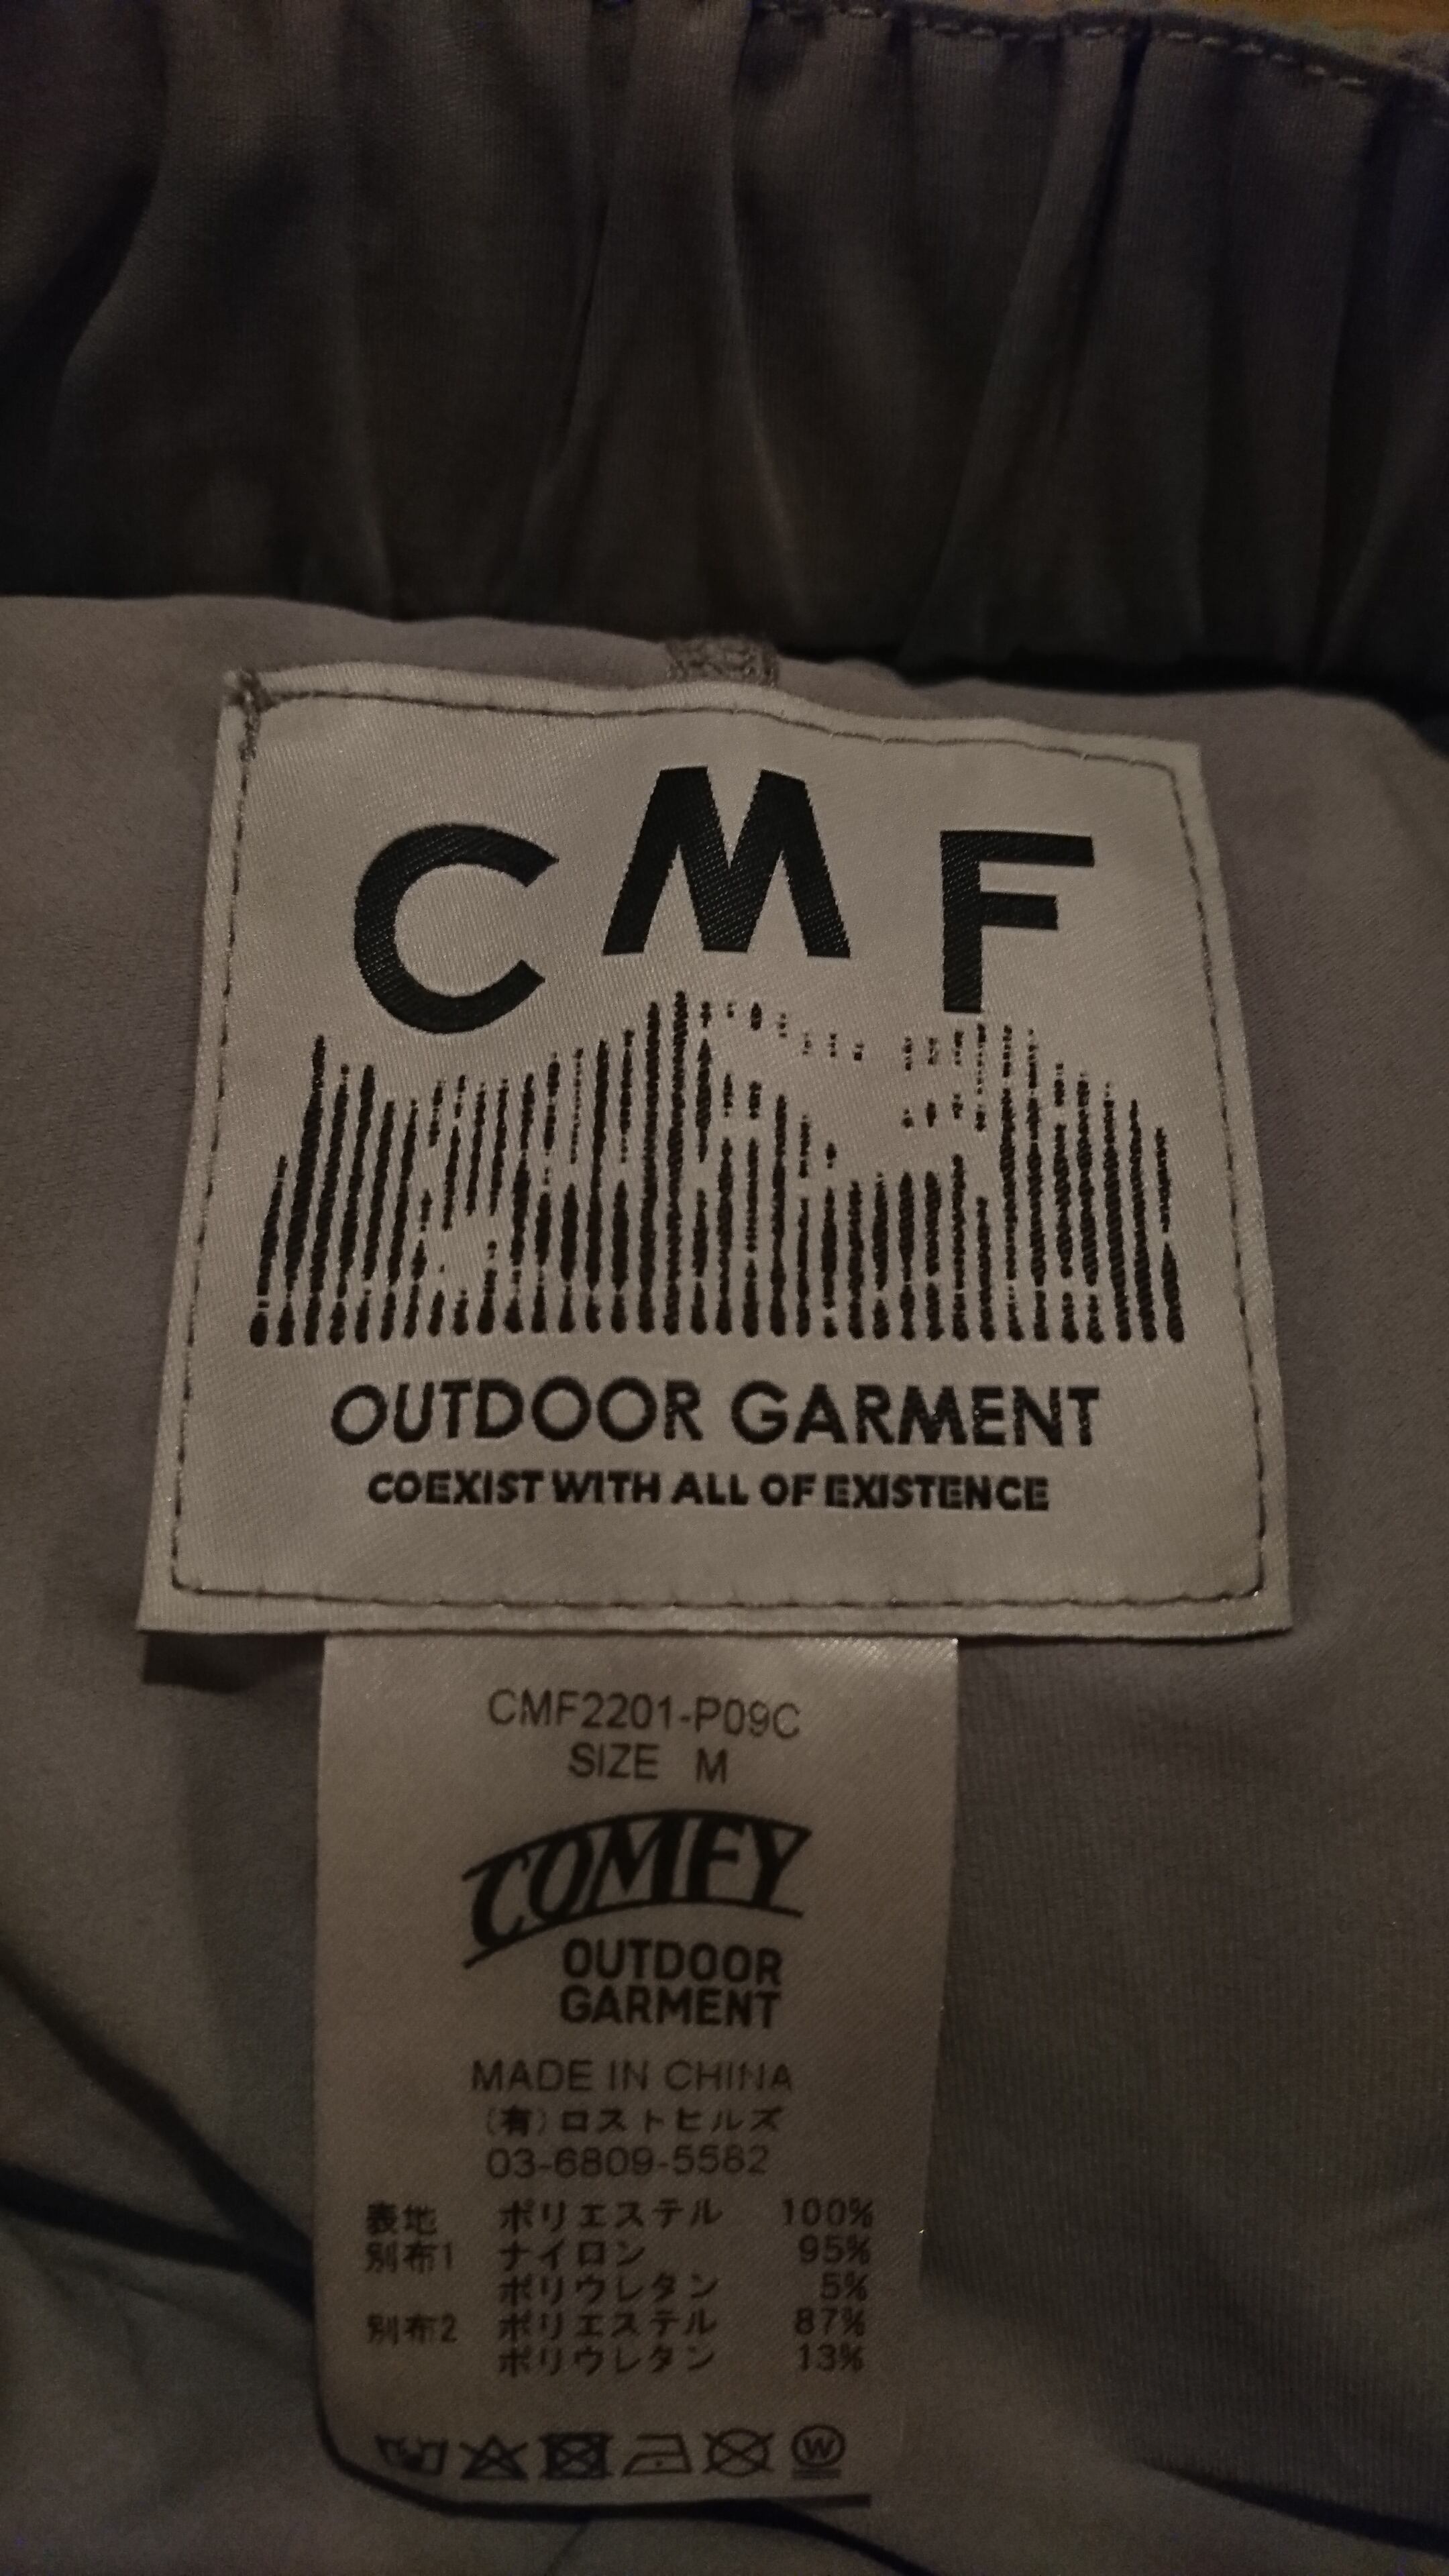 CMF
OUTDOOR GARMENT
COEXIST WITH ALL OF EXISTENCE
CMF2201-P09C
SIZE M
COMFY
OUTDOOR
GARMENT
MADE IN CHINA
(有)ロストヒルズ
03-6809-5582
表地 ポリエステル 100%
別布1 ナイロン 95%
ポリウレタン 5%
別布2 ポリエステル 87%
ポリウレタン 13%
W